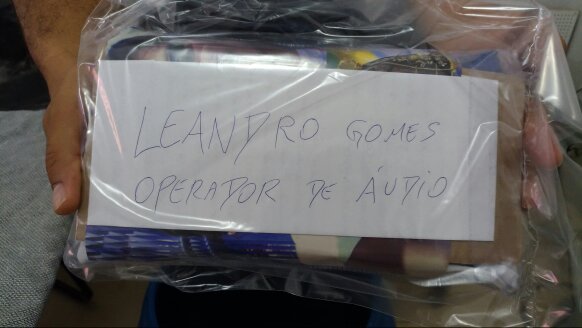 LEANDRO GOMES
OPERADOR DE ÁUDIO